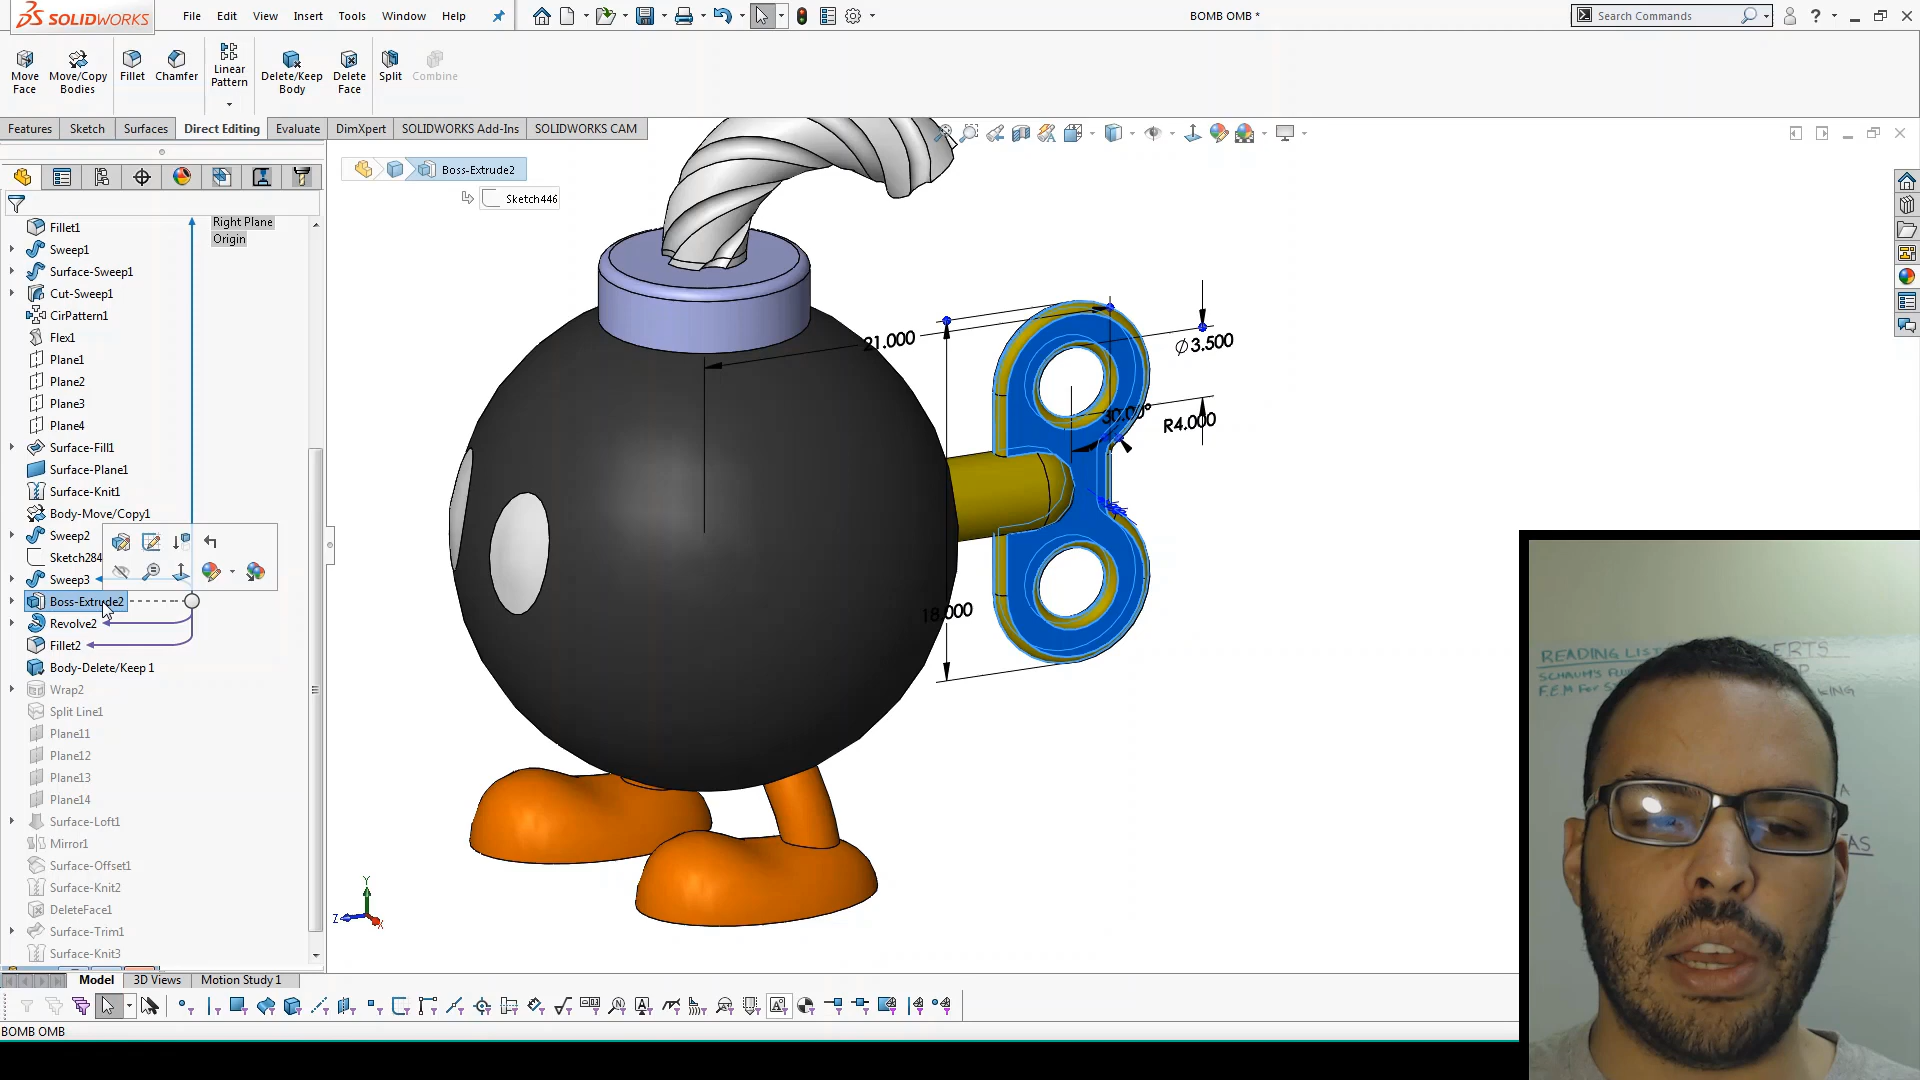 SOLIDWORKS
File Edit View Insert Tools Window Help
BOMB OMB *
Search Commands
Move Face
Move/Copy Bodies
Fillet
Chamfer
Linear Pattern
Delete/Keep Body
Delete Face
Split
Combine
Features Sketch Surfaces Direct Editing Evaluate DimXpert SOLIDWORKS Add-Ins SOLIDWORKS CAM
Boss-Extrude2
Sketch446
Right Plane
Origin
Fillet1
Sweep1
Surface-Sweep1
Cut-Sweep1
CirPattern1
Flex1
Plane1
Plane2
Plane3
Plane4
Surface-Fill1
Surface-Plane1
Surface-Knit1
Body-Move/Copy1
Sweep2
Sketch284
Sweep3
Boss-Extrude2
Revolve2
Fillet2
Body-Delete/Keep 1
Wrap2
Split Line1
Plane11
Plane12
Plane13
Plane14
Surface-Loft1
Mirror1
Surface-Offset1
Surface-Knit2
DeleteFace1
Surface-Trim1
Surface-Knit3
21.000
Ø3.500
30.00°
R4.000
18.000
Y
Z
X
READING LIST
Model 3D Views Motion Study 1
BOMB OMB